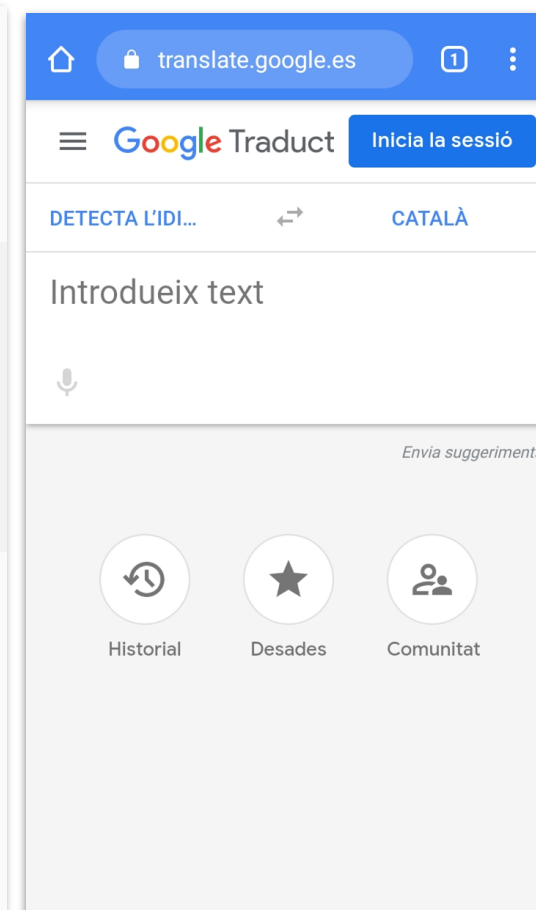 translate.google.es
1
Google Traduct
Inicia la sessió
DETECTA L'IDI...
CATALÀ
Introdueix text
Envia suggeriments
Historial
Desades
Comunitat